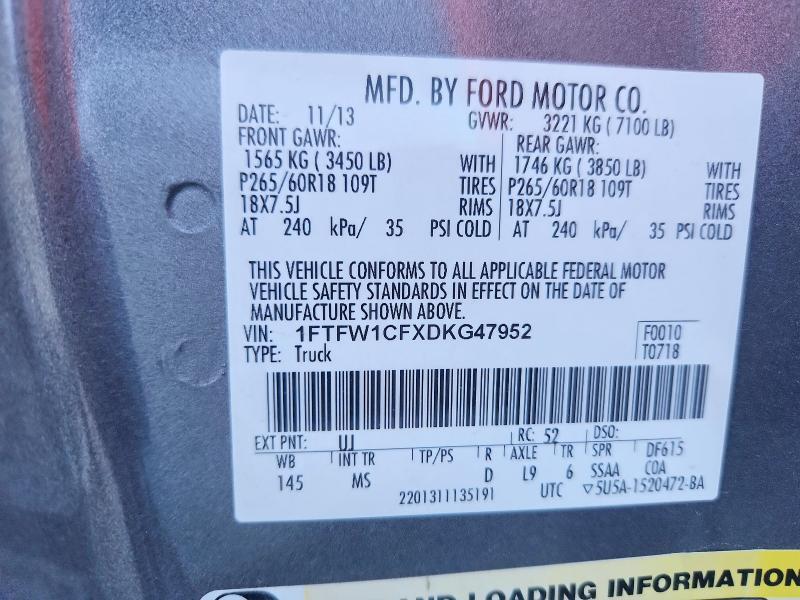 MFD. BY FORD MOTOR CO.
DATE: 11/13 GVWR: 3221 KG ( 7100 LB)
FRONT GAWR: REAR GAWR:
1565 KG ( 3450 LB) WITH 1746 KG ( 3850 LB) WITH
P265/60R18 109T TIRES P265/60R18 109T TIRES
18X7.5J RIMS 18X7.5J RIMS
AT 240 kPa/ 35 PSI COLD AT 240 kPa/ 35 PSI COLD
THIS VEHICLE CONFORMS TO ALL APPLICABLE FEDERAL MOTOR
VEHICLE SAFETY STANDARDS IN EFFECT ON THE DATE OF
MANUFACTURE SHOWN ABOVE.
VIN: 1FTFW1CFXDKG47952 F0010
TYPE: Truck T0718
EXT PNT: UJ RC: 52 DSO:
WB INT TR TP/PS R AXLE TR SPR DF615
145 MS D L9 6 SSAA COA
2201311135191 UTC ▽5U5A-1520472-BA
AND LOADING INFORMATION